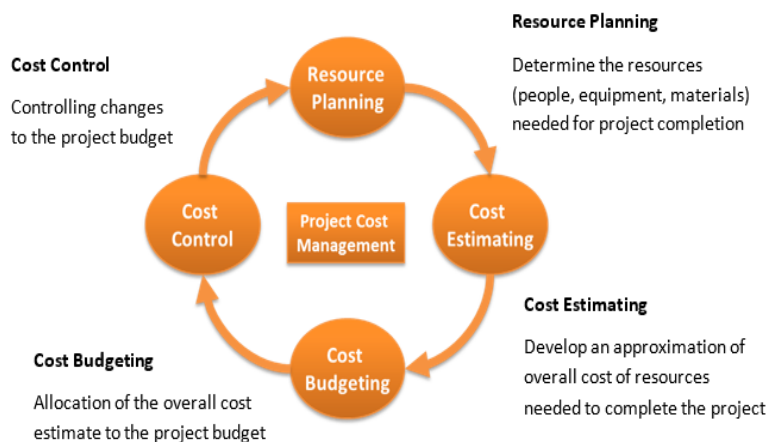 Resource Planning
Determine the resources
(people, equipment, materials)
needed for project completion
Cost Control
Controlling changes
to the project budget
Resource
Planning
Cost
Control
Project Cost
Management
Cost
Estimating
Cost
Budgeting
Cost Estimating
Develop an approximation of
overall cost of resources
needed to complete the project
Cost Budgeting
Allocation of the overall cost
estimate to the project budget